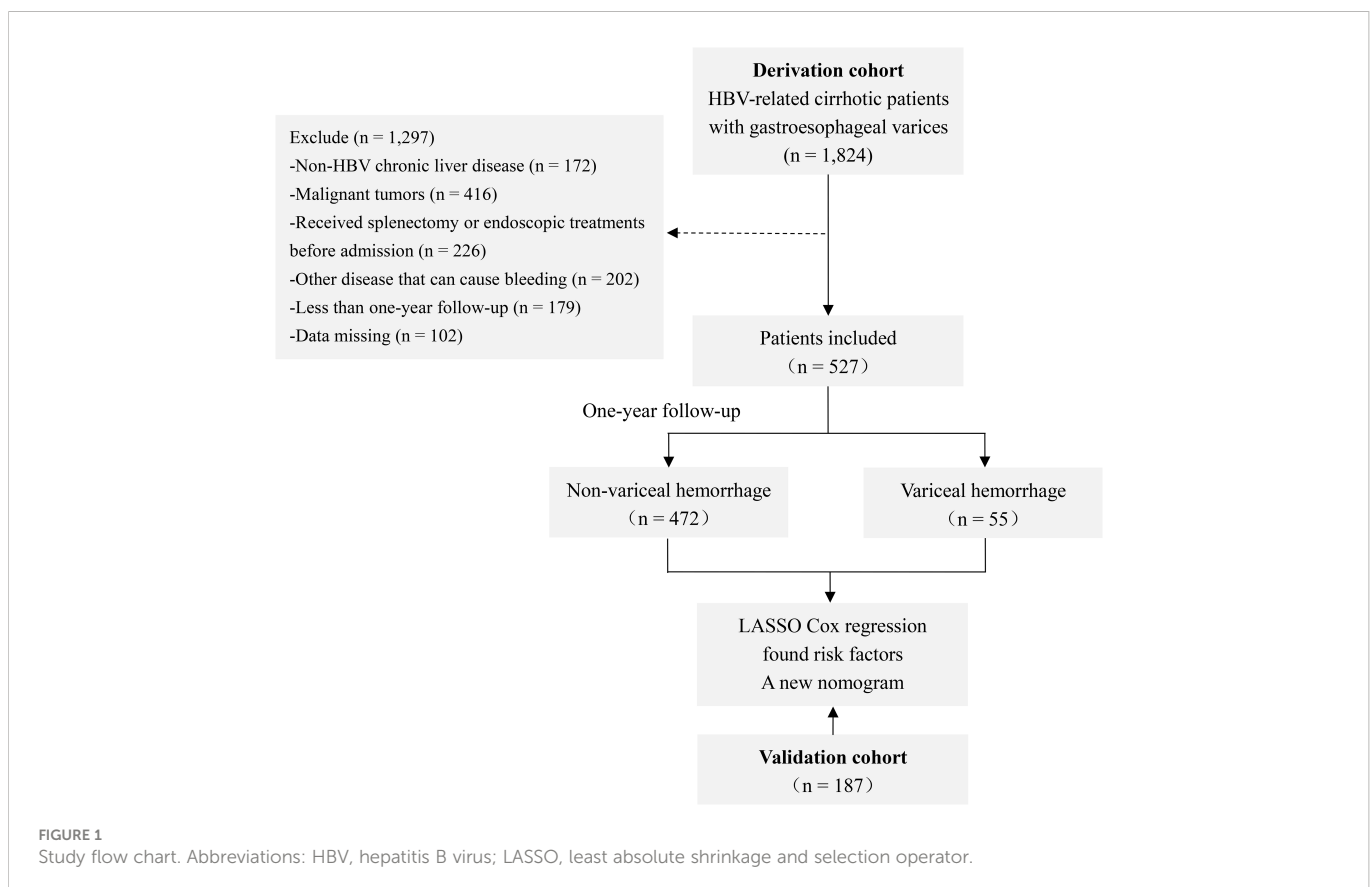 Derivation cohort
HBV-related cirrhotic patients
with gastroesophageal varices
(n = 1,824)
Exclude (n = 1,297)
-Non-HBV chronic liver disease (n = 172)
-Malignant tumors (n = 416)
-Received splenectomy or endoscopic treatments
before admission (n = 226)
-Other disease that can cause bleeding (n = 202)
-Less than one-year follow-up (n = 179)
-Data missing (n = 102)
Patients included
（n = 527）
One-year follow-up
Non-variceal hemorrhage
（n = 472）
Variceal hemorrhage
（n = 55）
LASSO Cox regression
found risk factors
A new nomogram
Validation cohort
（n = 187）
FIGURE 1
Study flow chart. Abbreviations: HBV, hepatitis B virus; LASSO, least absolute shrinkage and selection operator.